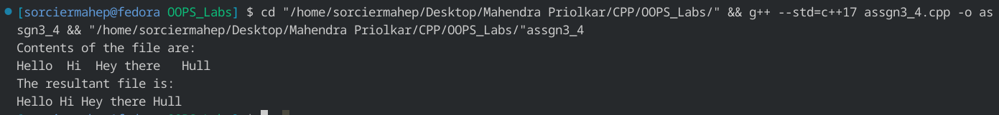 [sorciermahep@fedora OOPS_Labs] $ cd "/home/sorciermahep/Desktop/Mahendra Priolkar/CPP/OOPS_Labs/" && g++ --std=c++17 assgn3_4.cpp -o as
sgn3_4 && "/home/sorciermahep/Desktop/Mahendra Priolkar/CPP/OOPS_Labs/"assgn3_4
Contents of the file are:
Hello  Hi  Hey there   Hull
The resultant file is:
Hello Hi Hey there Hull